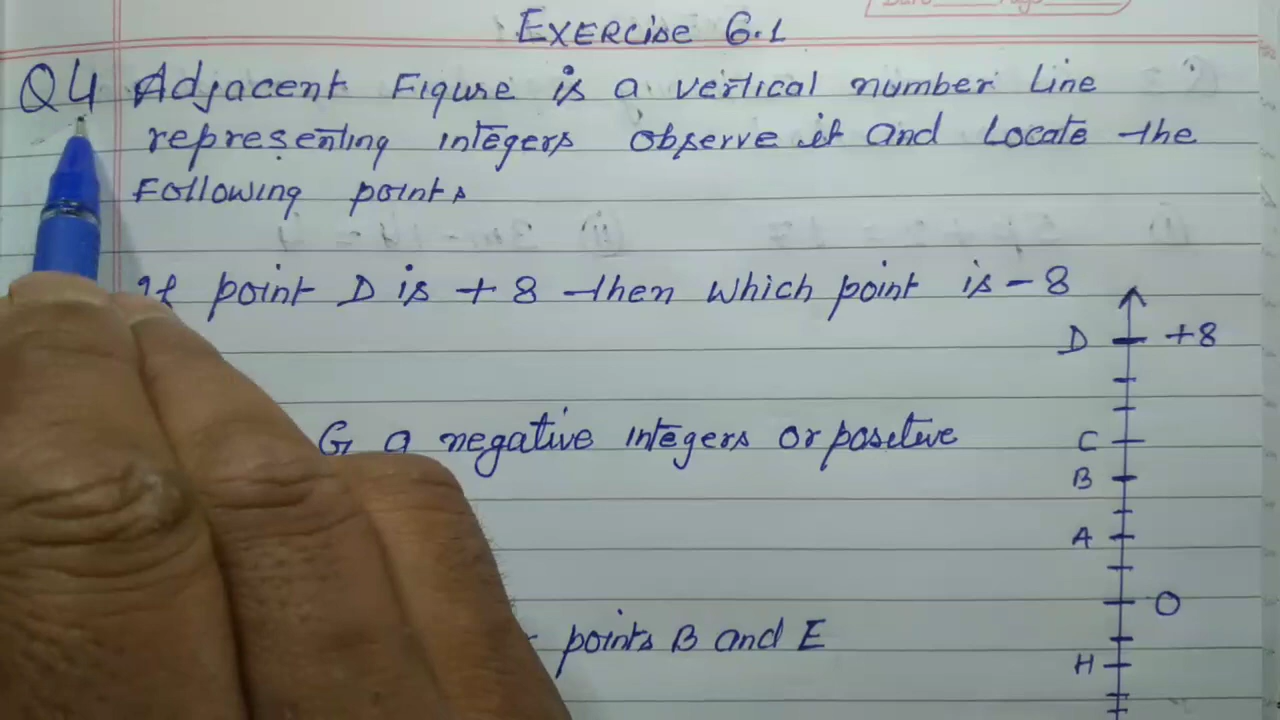 EXERCISE 6.1
Q4 Adjacent Figure is a vertical number Line
representing integers observe it and Locate the
Following points
If point D is +8 then which point is -8
D +8
G a negative integers or positive
C
B
A
O
points B and E
H